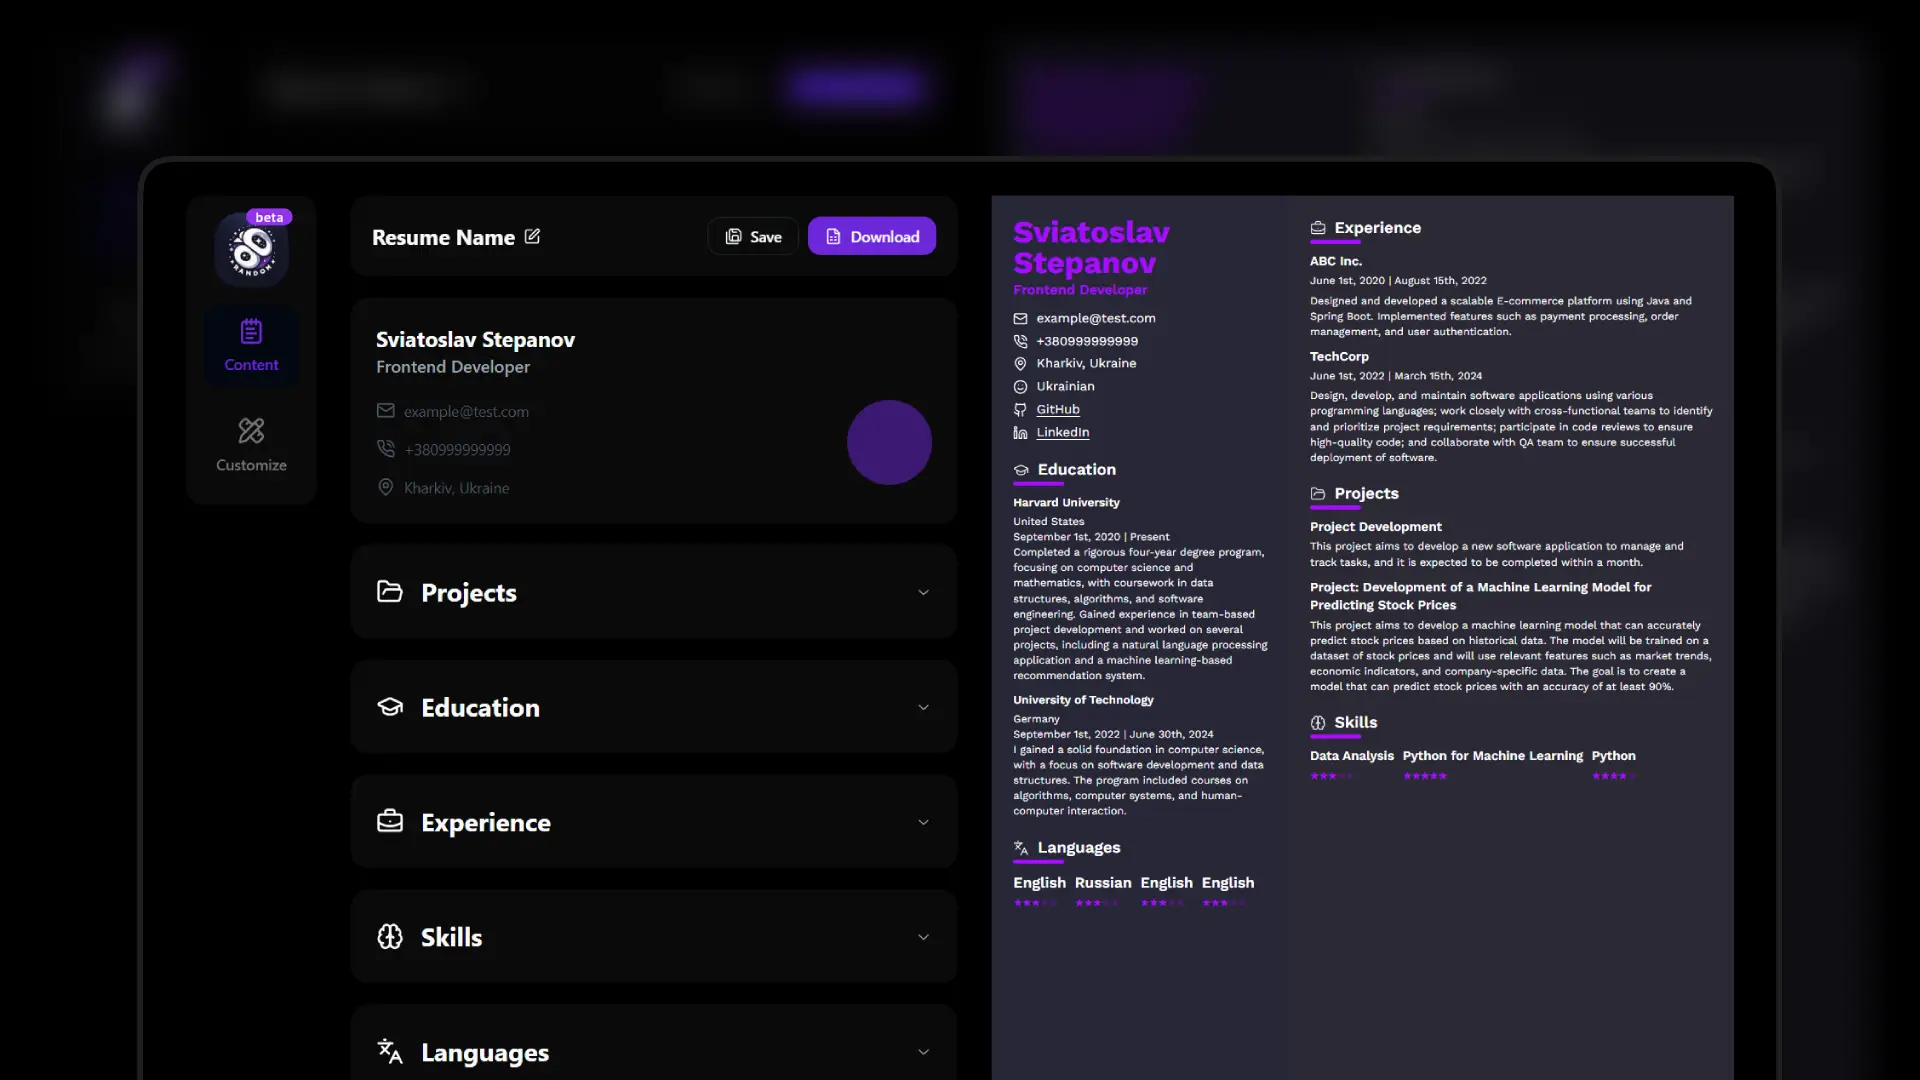 beta
RANDOM
Content
Customize
Resume Name
Save
Download
Sviatoslav Stepanov
Frontend Developer
example@test.com
+380999999999
Kharkiv, Ukraine
Projects
Education
Experience
Skills
Languages
Sviatoslav
Stepanov
Frontend Developer
example@test.com
+380999999999
Kharkiv, Ukraine
Ukrainian
GitHub
LinkedIn
Education
Harvard University
United States
September 1st, 2020 | Present
Completed a rigorous four-year degree program,
focusing on computer science and
mathematics, with coursework in data
structures, algorithms, and software
engineering. Gained experience in team-based
project development and worked on several
projects, including a natural language processing
application and a machine learning-based
recommendation system.
University of Technology
Germany
September 1st, 2022 | June 30th, 2024
I gained a solid foundation in computer science,
with a focus on software development and data
structures. The program included courses on
algorithms, computer systems, and human-
computer interaction.
Languages
English Russian English English
Experience
ABC Inc.
June 1st, 2020 | August 15th, 2022
Designed and developed a scalable E-commerce platform using Java and
Spring Boot. Implemented features such as payment processing, order
management, and user authentication.
TechCorp
June 1st, 2022 | March 15th, 2024
Design, develop, and maintain software applications using various
programming languages; work closely with cross-functional teams to identify
and prioritize project requirements; participate in code reviews to ensure
high-quality code; and collaborate with QA team to ensure successful
deployment of software.
Projects
Project Development
This project aims to develop a new software application to manage and
track tasks, and it is expected to be completed within a month.
Project: Development of a Machine Learning Model for
Predicting Stock Prices
This project aims to develop a machine learning model that can accurately
predict stock prices based on historical data. The model will be trained on a
dataset of stock prices and will use relevant features such as market trends,
economic indicators, and company-specific data. The goal is to create a
model that can predict stock prices with an accuracy of at least 90%.
Skills
Data Analysis Python for Machine Learning Python